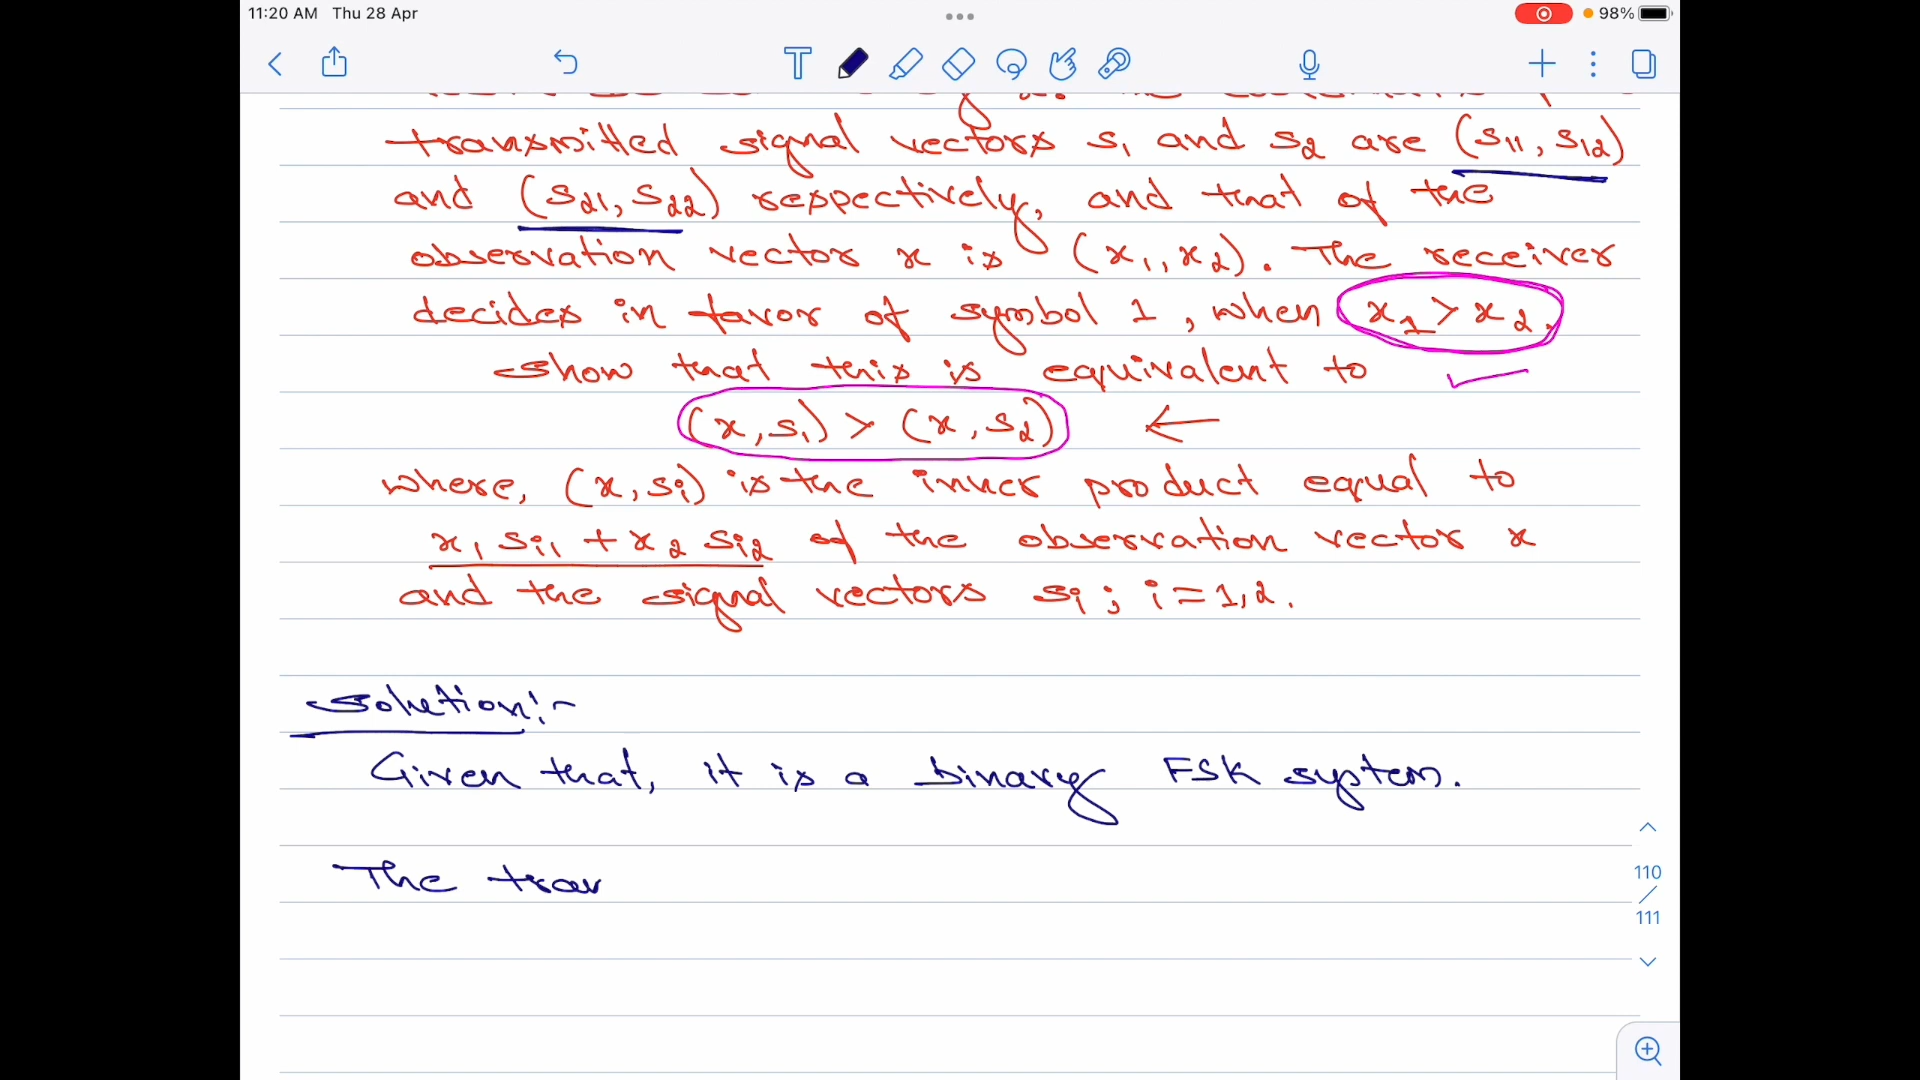 11:20 AM Thu 28 Apr
98%
transmitted signal vectors s1 and s2 are (s11, s12)
and (s21, s22) respectively, and that of the
observation vector x is (x1, x2). The receiver
decides in favor of symbol 1, when x1 > x2.
Show that this is equivalent to
(x, s1) > (x, s2) ←
where, (x, si) is the inner product equal to
x1 si1 + x2 si2 of the observation vector x
and the signal vectors si ; i = 1,2.
Solution:-
Given that, it is a binary FSK system.
The tran
110
/
111